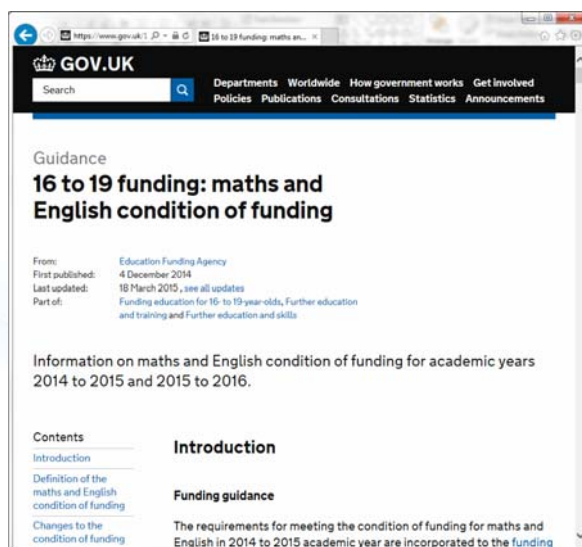 https://www.gov.uk/1
16 to 19 funding: maths an...
GOV.UK
Search
Departments Worldwide How government works Get involved
Policies Publications Consultations Statistics Announcements
Guidance
16 to 19 funding: maths and
English condition of funding
From: Education Funding Agency
First published: 4 December 2014
Last updated: 18 March 2015, see all updates
Part of: Funding education for 16- to 19-year-olds, Further education
and training and Further education and skills
Information on maths and English condition of funding for academic years
2014 to 2015 and 2015 to 2016.
Contents
Introduction
Definition of the
maths and English
condition of funding
Changes to the
condition of funding
Introduction
Funding guidance
The requirements for meeting the condition of funding for maths and
English in 2014 to 2015 academic year are incorporated to the funding